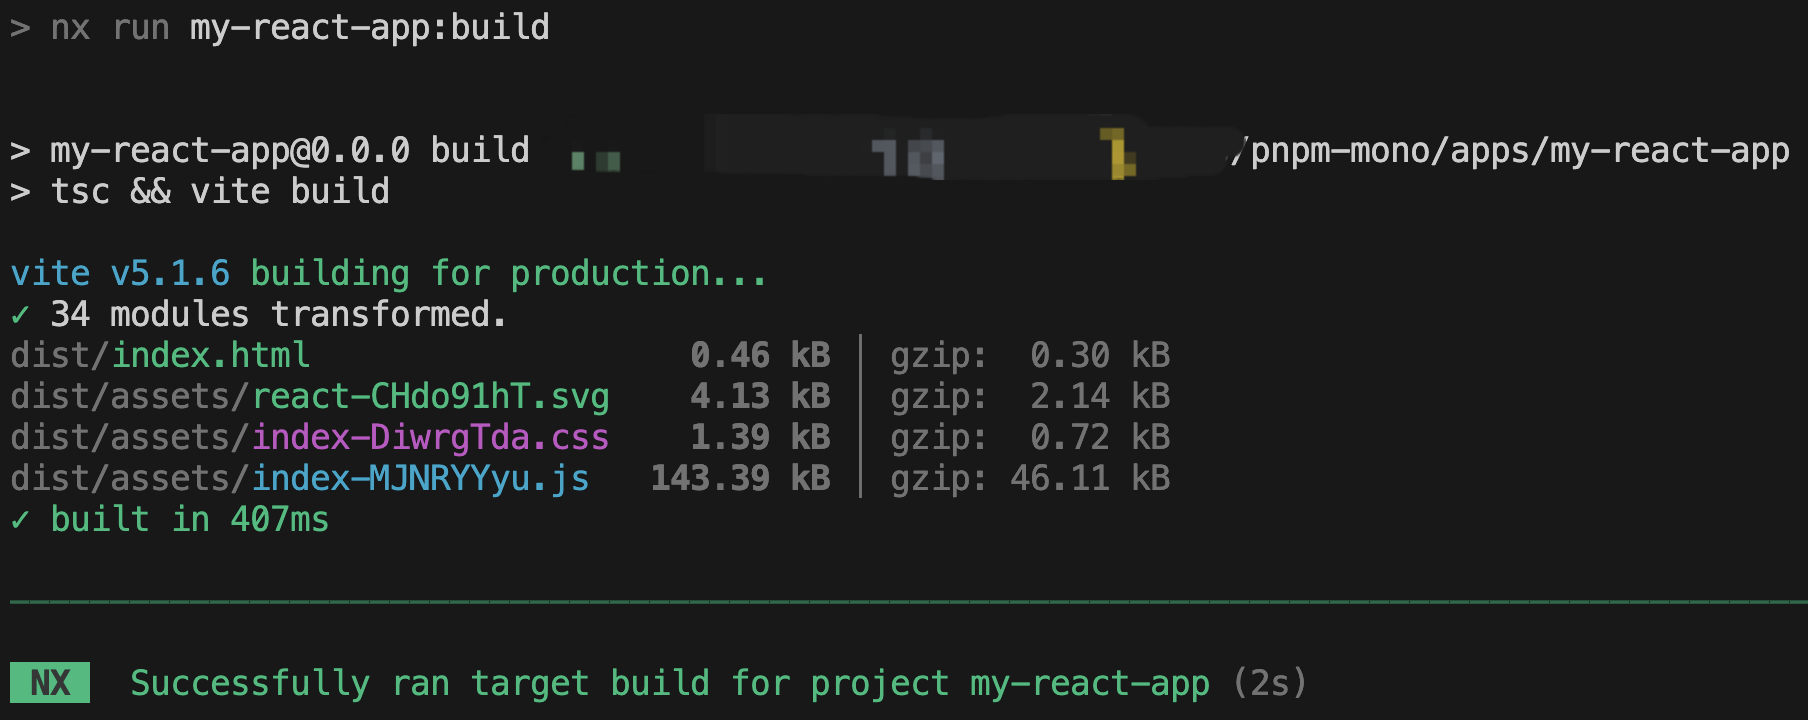 > nx run my-react-app:build
> my-react-app@0.0.0 build /pnpm-mono/apps/my-react-app
> tsc && vite build
vite v5.1.6 building for production...
✓ 34 modules transformed.
dist/index.html 0.46 kB │ gzip: 0.30 kB
dist/assets/react-CHdo91hT.svg 4.13 kB │ gzip: 2.14 kB
dist/assets/index-DiwrgTda.css 1.39 kB │ gzip: 0.72 kB
dist/assets/index-MJNRYYyu.js 143.39 kB │ gzip: 46.11 kB
✓ built in 407ms
NX Successfully ran target build for project my-react-app (2s)